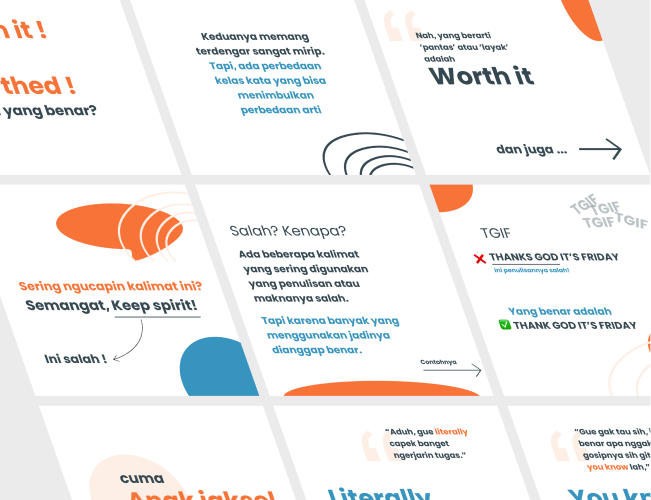 it !
thed !
yang benar?
Keduanya memang
terdengar sangat mirip.
Tapi, ada perbedaan
kelas kata yang bisa
menimbulkan
perbedaan arti
Nah, yang berarti
'pantas' atau 'layak'
adalah
Worth it
dan juga ...
Sering ngucapin kalimat ini?
Semangat, Keep spirit!
Ini salah !
Salah? Kenapa?
Ada beberapa kalimat
yang sering digunakan
yang penulisan atau
maknanya salah.
Tapi karena banyak yang
menggunakan jadinya
dianggap benar.
Contohnya
TGIF
TGIF
TGIF
TGIF
TGIF
THANKS GOD IT'S FRIDAY
ini penulisannya salah!
Yang benar adalah
THANK GOD IT'S FRIDAY
cuma
Anak jaksel
"Aduh, gue literally
capek banget
ngerjarin tugas."
Literally
"Gue gak tau sih,
benar apa nggak
gosipnya sih git
you know lah,"
You kn